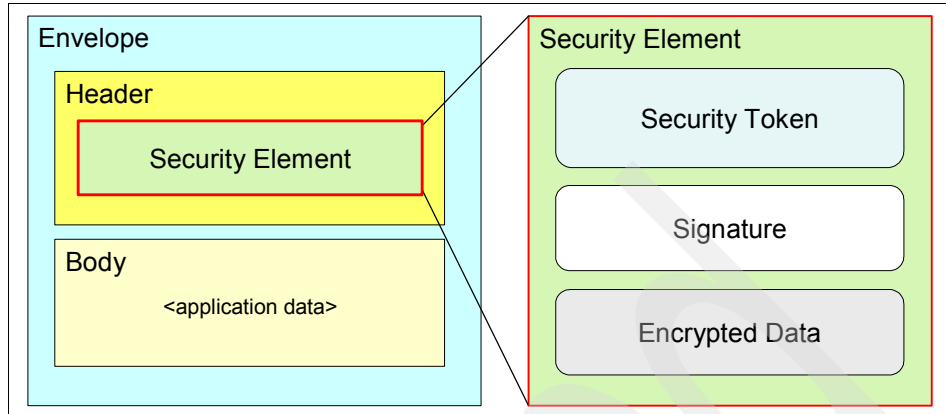 Envelope
Header
Security Element
Body
<application data>
Security Element
Security Token
Signature
Encrypted Data